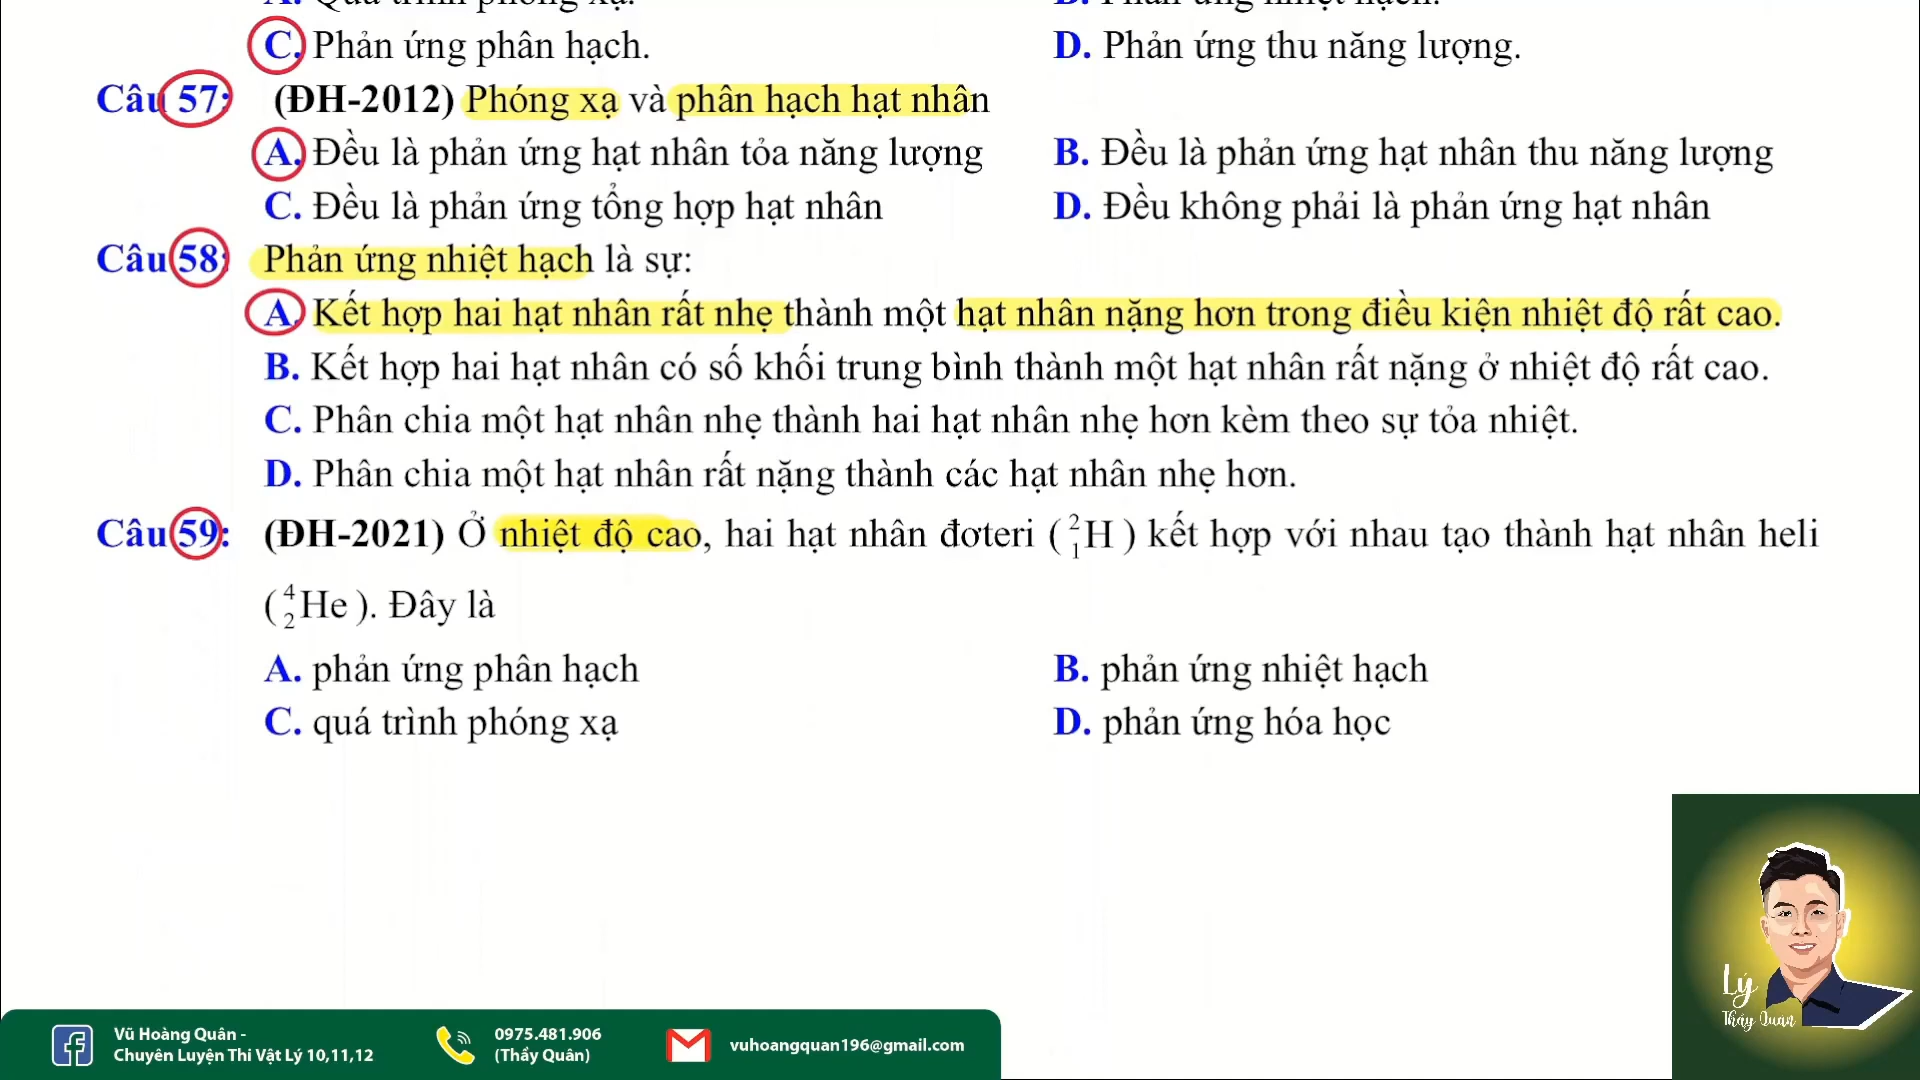 A. Quá trình phóng xạ. B. Phản ứng nhiệt hạch.
C. Phản ứng phân hạch. D. Phản ứng thu năng lượng.
Câu 57: (ĐH-2012) Phóng xạ và phân hạch hạt nhân
A. Đều là phản ứng hạt nhân tỏa năng lượng B. Đều là phản ứng hạt nhân thu năng lượng
C. Đều là phản ứng tổng hợp hạt nhân D. Đều không phải là phản ứng hạt nhân
Câu 58: Phản ứng nhiệt hạch là sự:
A. Kết hợp hai hạt nhân rất nhẹ thành một hạt nhân nặng hơn trong điều kiện nhiệt độ rất cao.
B. Kết hợp hai hạt nhân có số khối trung bình thành một hạt nhân rất nặng ở nhiệt độ rất cao.
C. Phân chia một hạt nhân nhẹ thành hai hạt nhân nhẹ hơn kèm theo sự tỏa nhiệt.
D. Phân chia một hạt nhân rất nặng thành các hạt nhân nhẹ hơn.
Câu 59: (ĐH-2021) Ở nhiệt độ cao, hai hạt nhân đơteri (²₁H) kết hợp với nhau tạo thành hạt nhân heli
(⁴₂He). Đây là
A. phản ứng phân hạch B. phản ứng nhiệt hạch
C. quá trình phóng xạ D. phản ứng hóa học
Lý
Thầy Quân
Vũ Hoàng Quân -
Chuyên Luyện Thi Vật Lý 10,11,12
0975.481.906
(Thầy Quân)
vuhoangquan196@gmail.com